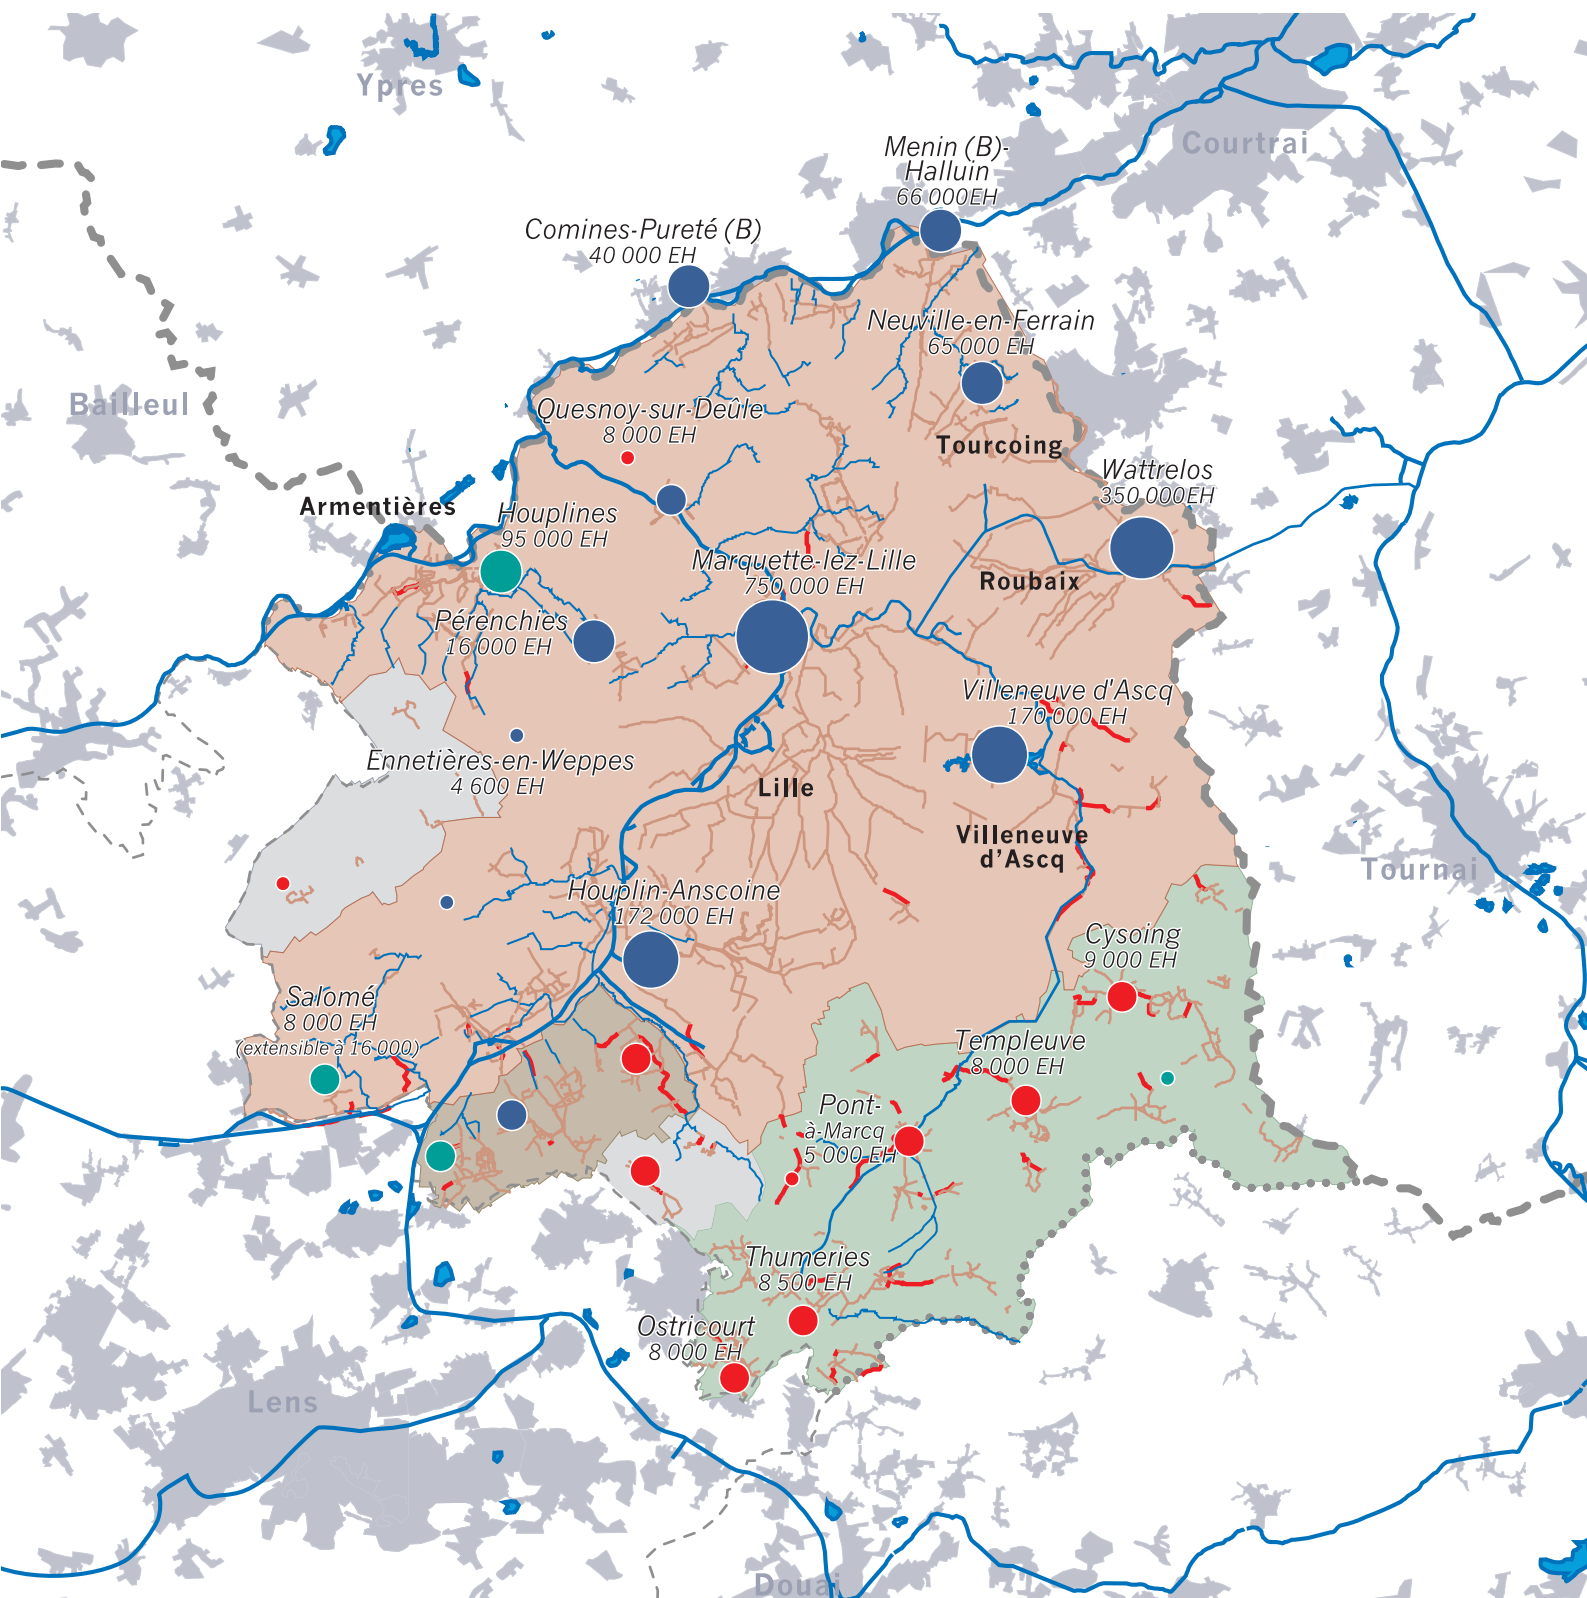 Ypres
Courtrai
Menin (B)-
Halluin
66 000EH
Comines-Pureté (B)
40 000 EH
Neuville-en-Ferrain
65 000 EH
Bailleul
Quesnoy-sur-Deûle
8 000 EH
Tourcoing
Wattrelos
350 000EH
Armentières
Houplines
95 000 EH
Marquette-lez-Lille
750 000 EH
Roubaix
Pérenchies
16 000 EH
Villeneuve d'Ascq
170 000 EH
Ennetières-en-Weppes
4 600 EH
Lille
Villeneuve
d'Ascq
Tournai
Houplin-Anscoine
172 000 EH
Cysoing
9 000 EH
Salomé
8 000 EH
(extensible à 16 000)
Templeuve
8 000 EH
Pont-
à-Marcq
5 000 EH
Thumeries
8 500 EH
Ostricourt
8 000 EH
Lens
Douai